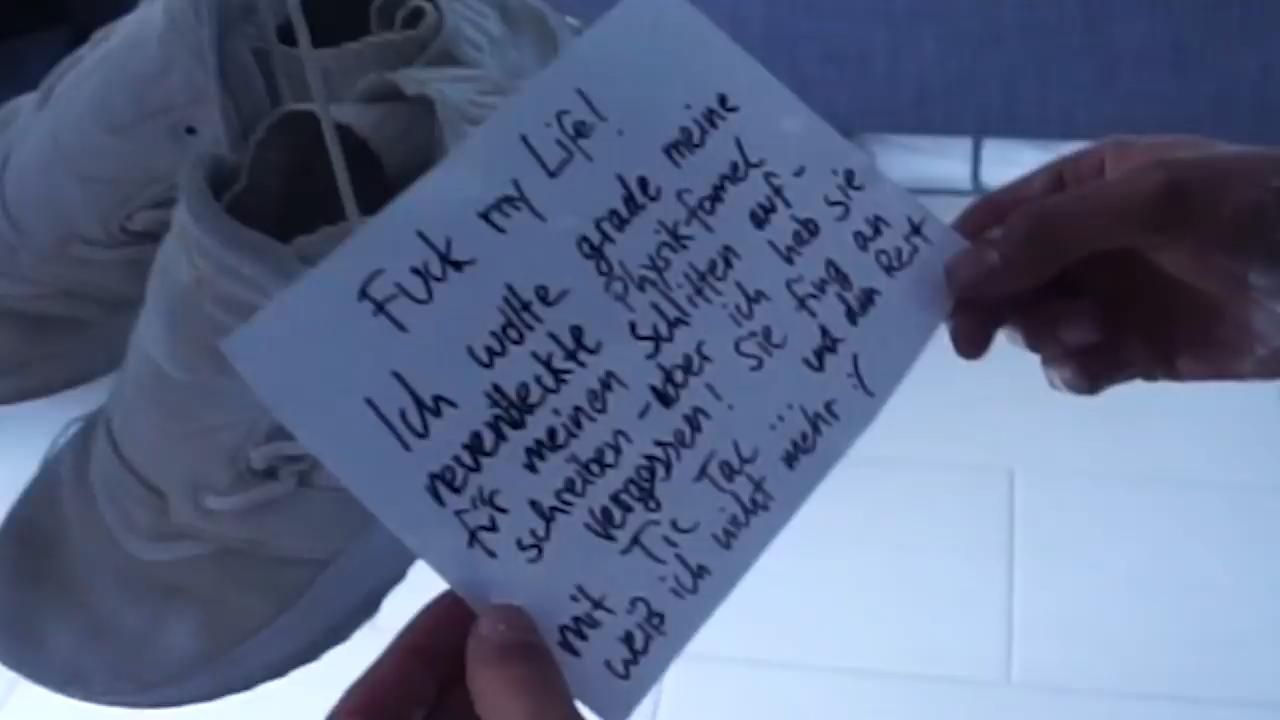 Fuck my Life!
Ich wollte grade meine
neuentdeckte Physikformel
für meinen Schlitten auf-
schreiben - aber ich hab sie
vergessen! Sie fing an
mit Tic Tac ... und den Rest
weiß ich nicht mehr :(